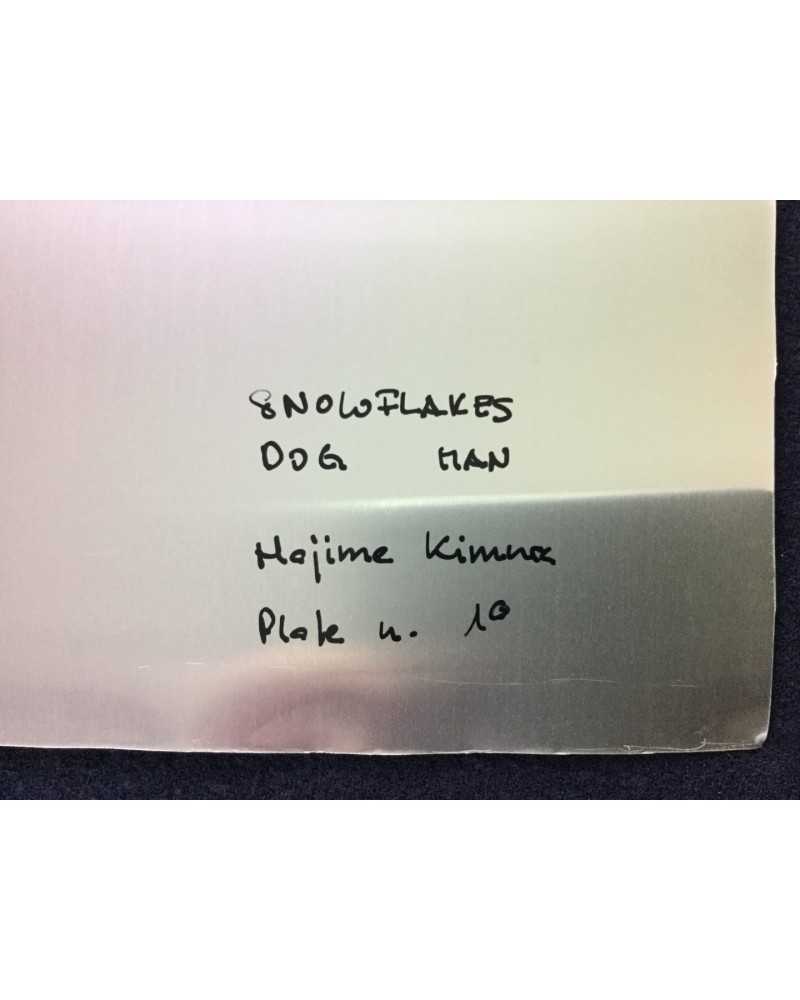 SNOWFLAKES
DOG MAN
Hajime Kimura
Plate n. 10